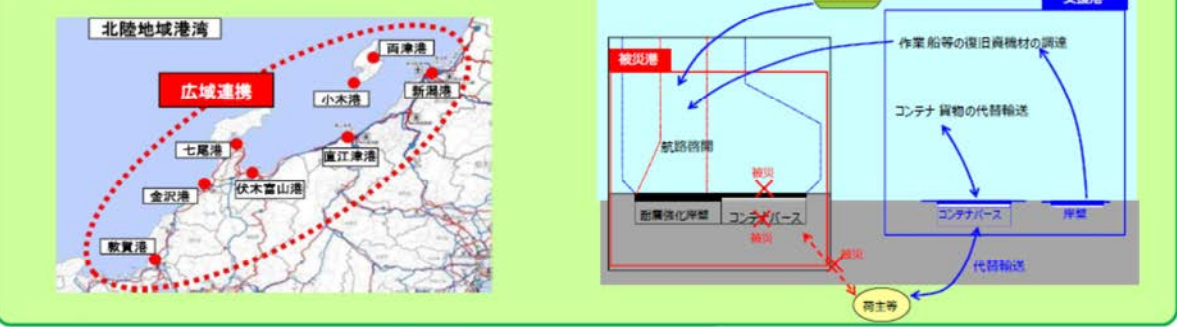 北陸地域港湾
両津港
広域連携
小木港
新潟港
七尾港
直江津港
金沢港
伏木富山港
敦賀港
被災港
作業船等の復旧資機材の調達
コンテナ貨物の代替輸送
航路啓開
被災
耐震強化岸壁
コンテナバース
被災
コンテナバース
岸壁
被災
代替輸送
荷主等